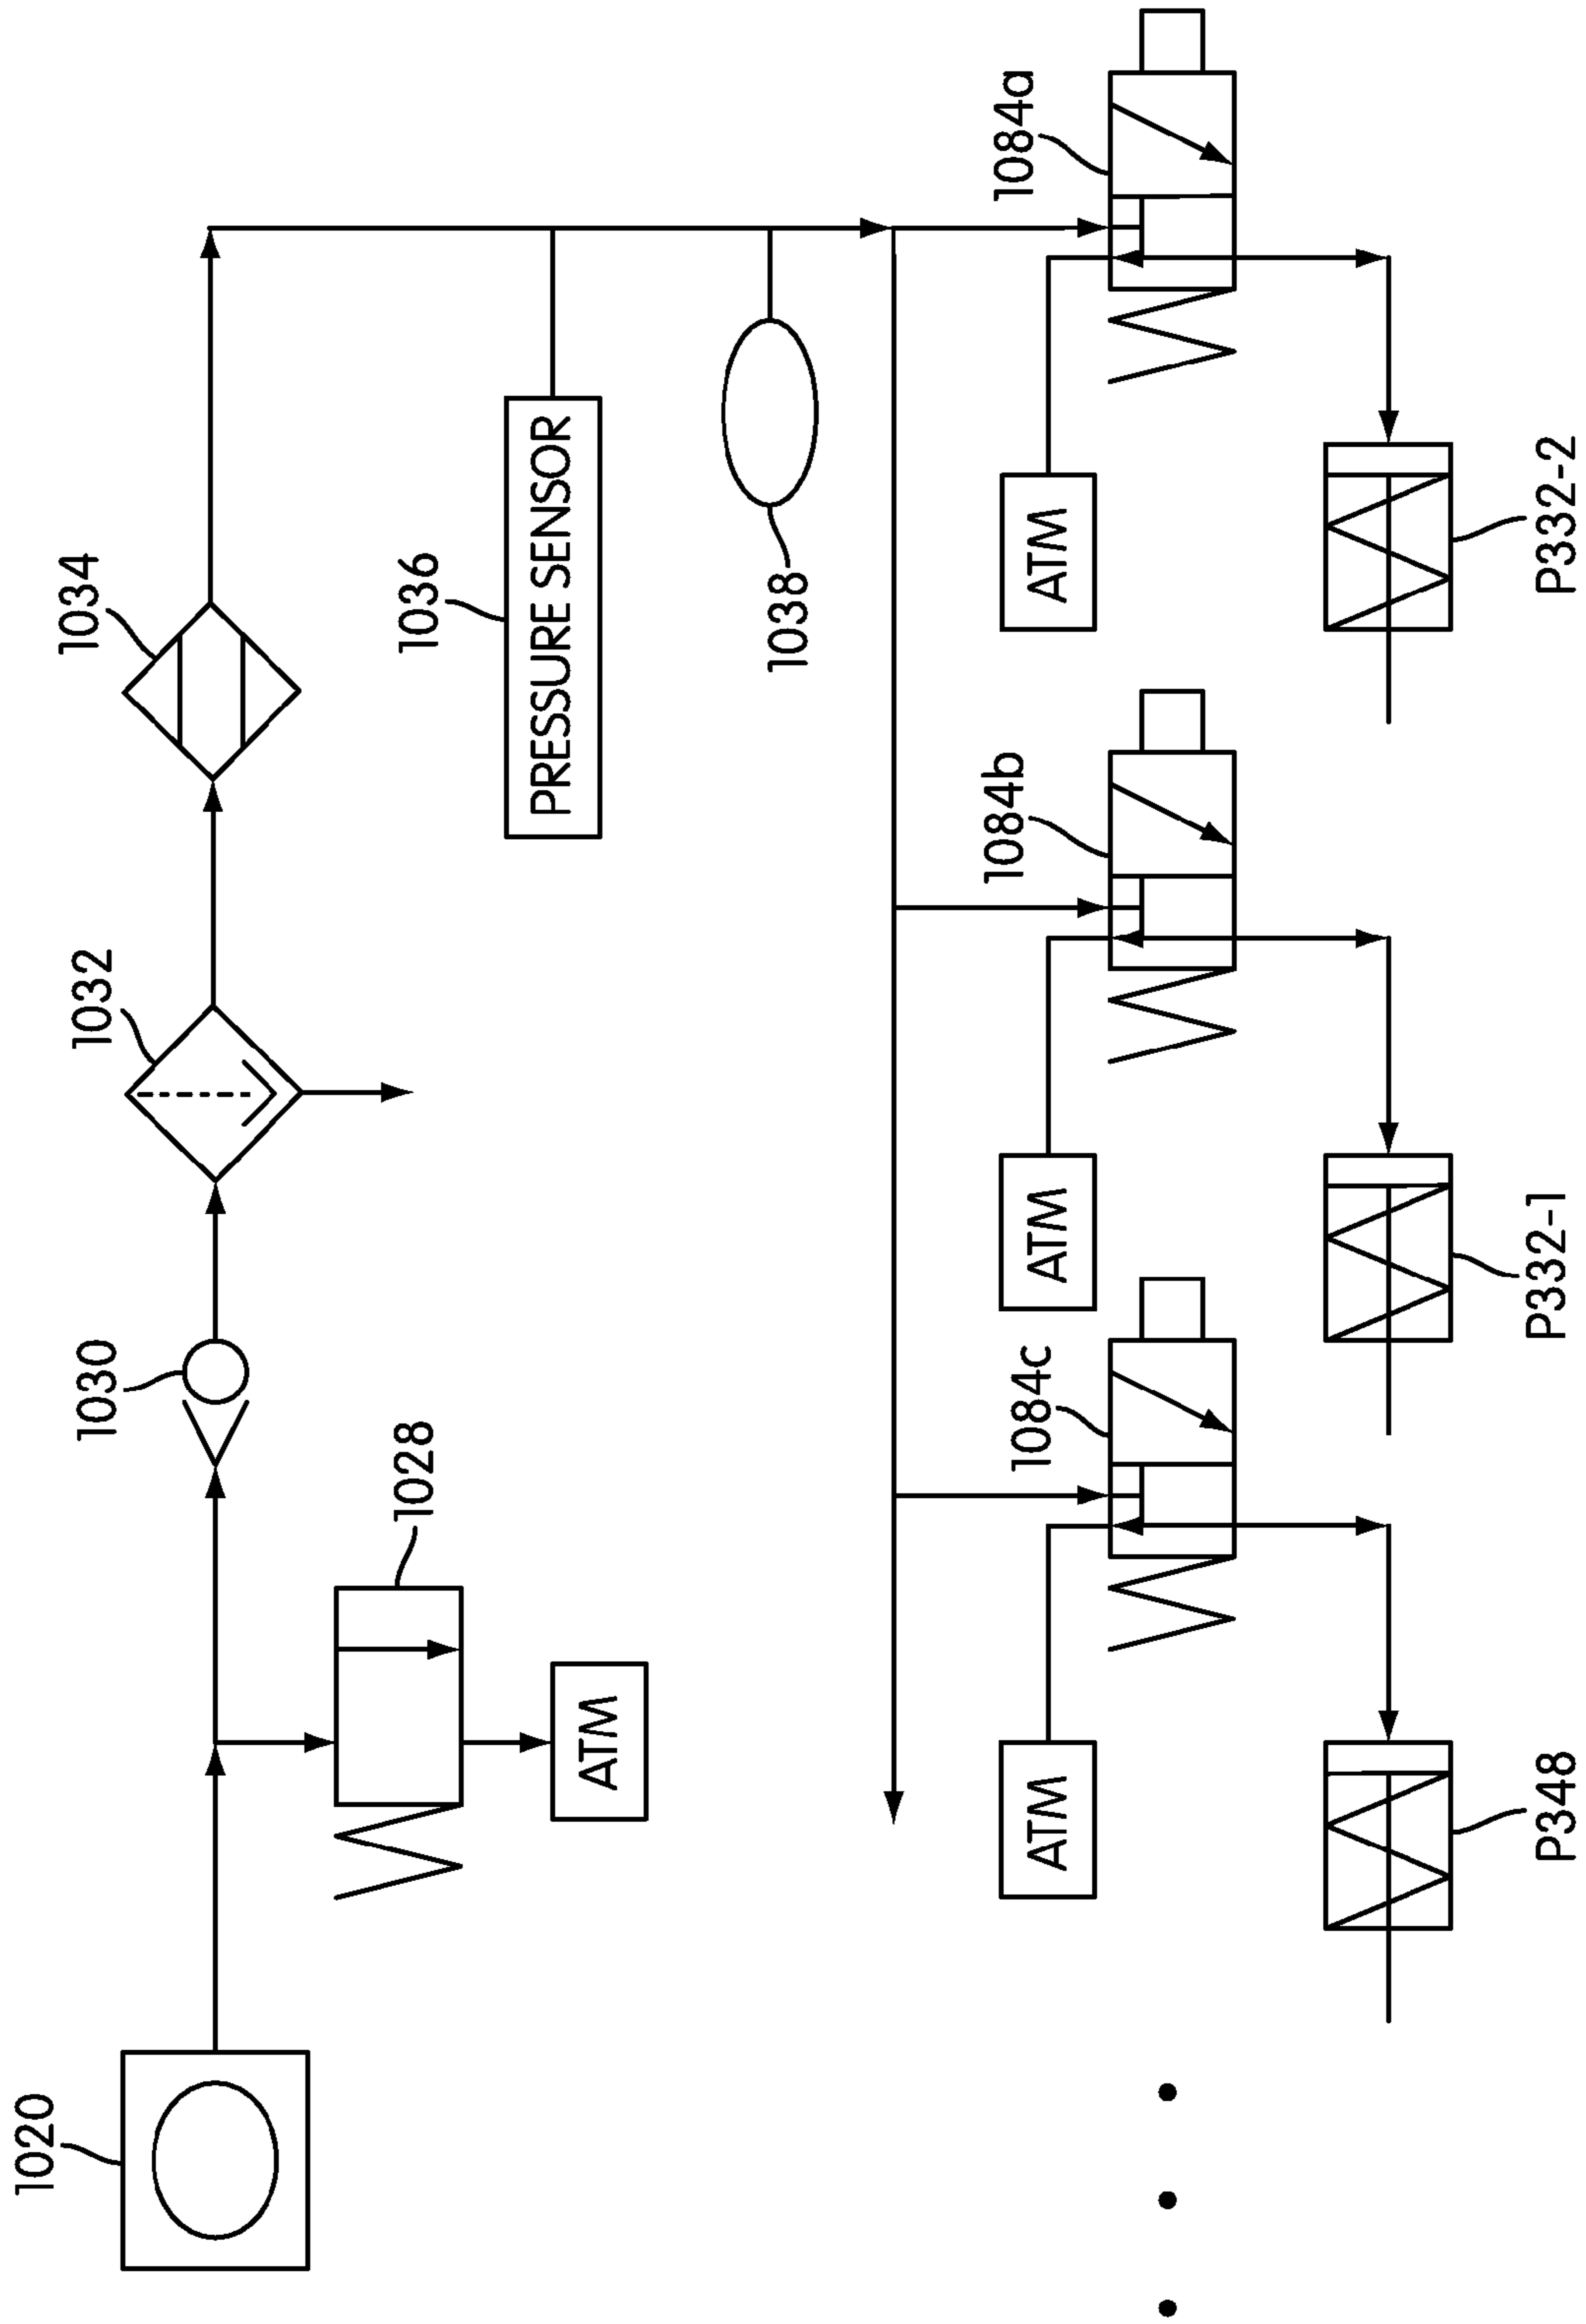 1020
1028
ATM
1030
1032
1034
1036
PRESSURE SENSOR
1038
1084c
ATM
P348
1084b
ATM
P332-1
1084a
ATM
P332-2